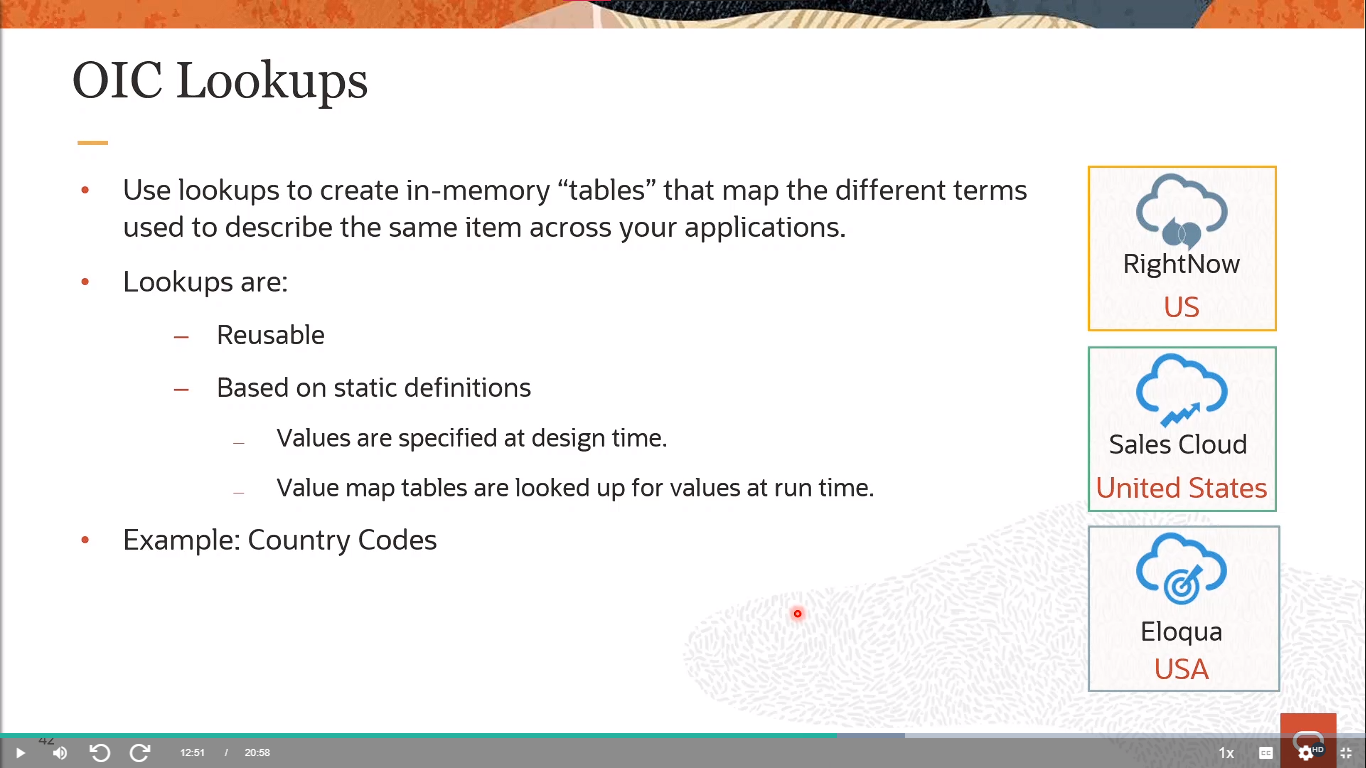 OIC Lookups
• Use lookups to create in-memory “tables” that map the different terms
used to describe the same item across your applications.
• Lookups are:
– Reusable
– Based on static definitions
– Values are specified at design time.
– Value map tables are looked up for values at run time.
• Example: Country Codes
RightNow
US
Sales Cloud
United States
Eloqua
USA
42
12:51 / 20:58
1x
CC
HD